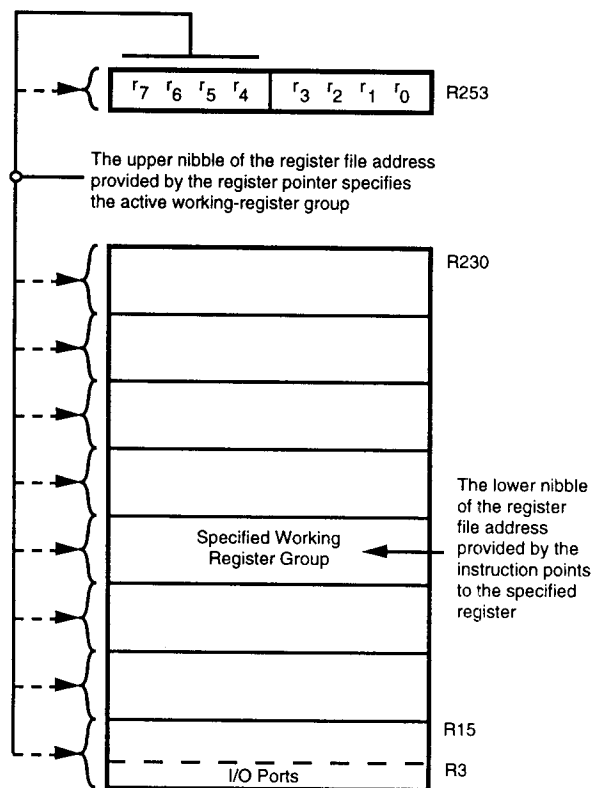 r7 r6 r5 r4 r3 r2 r1 r0 R253
The upper nibble of the register file address
provided by the register pointer specifies
the active working-register group
R230
The lower nibble
of the register
file address
provided by the
instruction points
to the specified
register
Specified Working
Register Group
R15
R3
I/O Ports